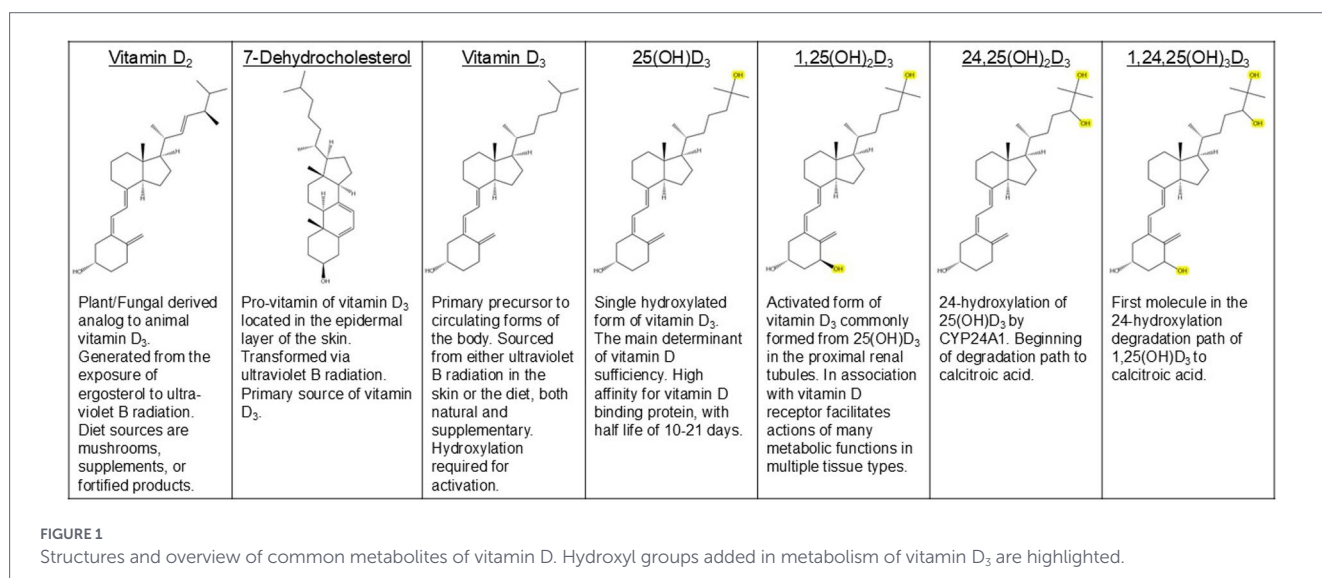 Vitamin D₂
Plant/Fungal derived
analog to animal
vitamin D₃.
Generated from the
exposure of
ergosterol to ultra-
violet B radiation.
Diet sources are
mushrooms,
supplements, or
fortified products.
HO
H
H
7-Dehydrocholesterol
Pro-vitamin of vitamin D₃
located in the epidermal
layer of the skin.
Transformed via
ultraviolet B radiation.
Primary source of vitamin
D₃.
H
H
H
OH
Vitamin D₃
Primary precursor to
circulating forms of
the body. Sourced
from either ultraviolet
B radiation in the
skin or the diet, both
natural and
supplementary.
Hydroxylation
required for
activation.
H
H
HO
25(OH)D₃
OH
H
H
HO
Single hydroxylated
form of vitamin D₃.
The main determinant
of vitamin D
sufficiency. High
affinity for vitamin D
binding protein, with
half life of 10-21 days.
1,25(OH)₂D₃
OH
H
H
HO
OH
Activated form of
vitamin D₃ commonly
formed from 25(OH)D₃
in the proximal renal
tubules. In association
with vitamin D
receptor facilitates
actions of many
metabolic functions in
multiple tissue types.
24,25(OH)₂D₃
OH
OH
H
H
HO
24-hydroxylation of
25(OH)D₃ by
CYP24A1. Beginning
of degradation path to
calcitroic acid.
1,24,25(OH)₃D₃
OH
OH
H
H
HO
OH
First molecule in the
24-hydroxylation
degradation path of
1,25(OH)D₃ to
calcitroic acid.
FIGURE 1
Structures and overview of common metabolites of vitamin D. Hydroxyl groups added in metabolism of vitamin D₃ are highlighted.